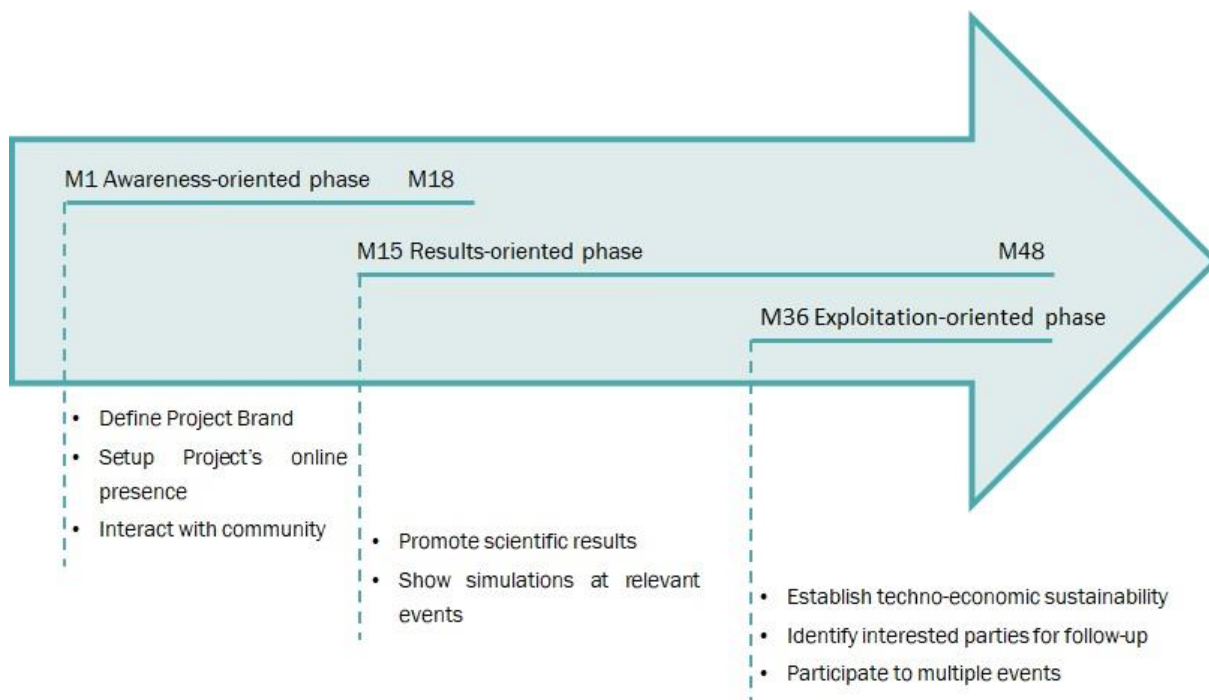 M1 Awareness-oriented phase M18
M15 Results-oriented phase M48
M36 Exploitation-oriented phase
• Define Project Brand
• Setup Project's online
presence
• Interact with community
• Promote scientific results
• Show simulations at relevant
events
• Establish techno-economic sustainability
• Identify interested parties for follow-up
• Participate to multiple events